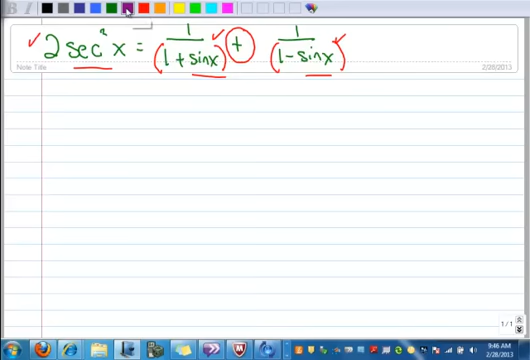 B I
2 sec² x = 1/(1 + sinx) + 1/(1 - sinx)
Note Title
2/28/2013
1/1
9:46 AM
2/28/2013